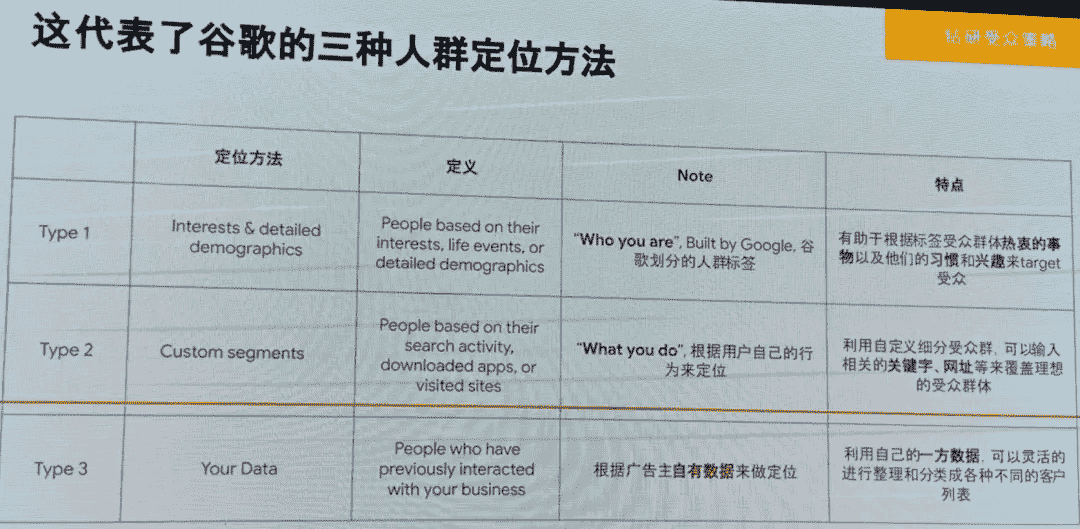 这代表了谷歌的三种人群定位方法
定位方法
定义
Note
特点
Type 1
Interests & detailed
demographics
People based on their
interests, life events, or
detailed demographics
“Who you are”, Built by Google, 谷
歌划分的人群标签
有助于根据标签受众群体热衷的事
物以及他们的习惯和兴趣来target
受众
Type 2
Custom segments
People based on their
search activity,
downloaded apps, or
visited sites
“What you do”, 根据用户自己的行
为来定位
利用自定义细分受众群, 可以输入
相关的关键字、网址等来覆盖理想
的受众群体
Type 3
Your Data
People who have
previously interacted
with your business
根据广告主自有数据来做定位
利用自己的一方数据, 可以灵活的
进行整理和分类成各种不同的客户
列表